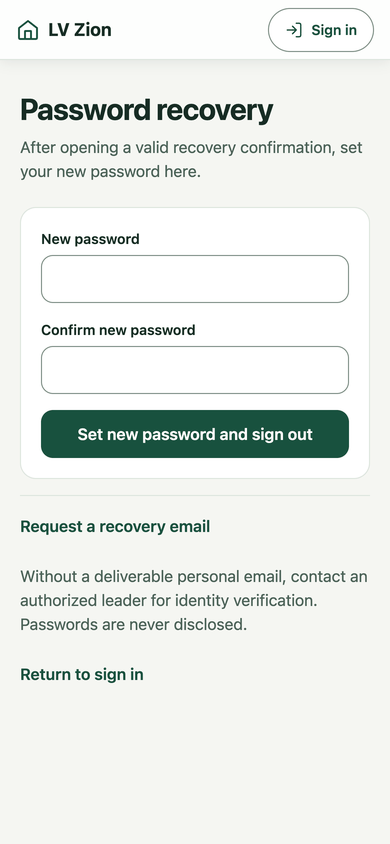 LV Zion
Sign in
Password recovery
After opening a valid recovery confirmation, set
your new password here.
New password
Confirm new password
Set new password and sign out
Request a recovery email
Without a deliverable personal email, contact an
authorized leader for identity verification.
Passwords are never disclosed.
Return to sign in